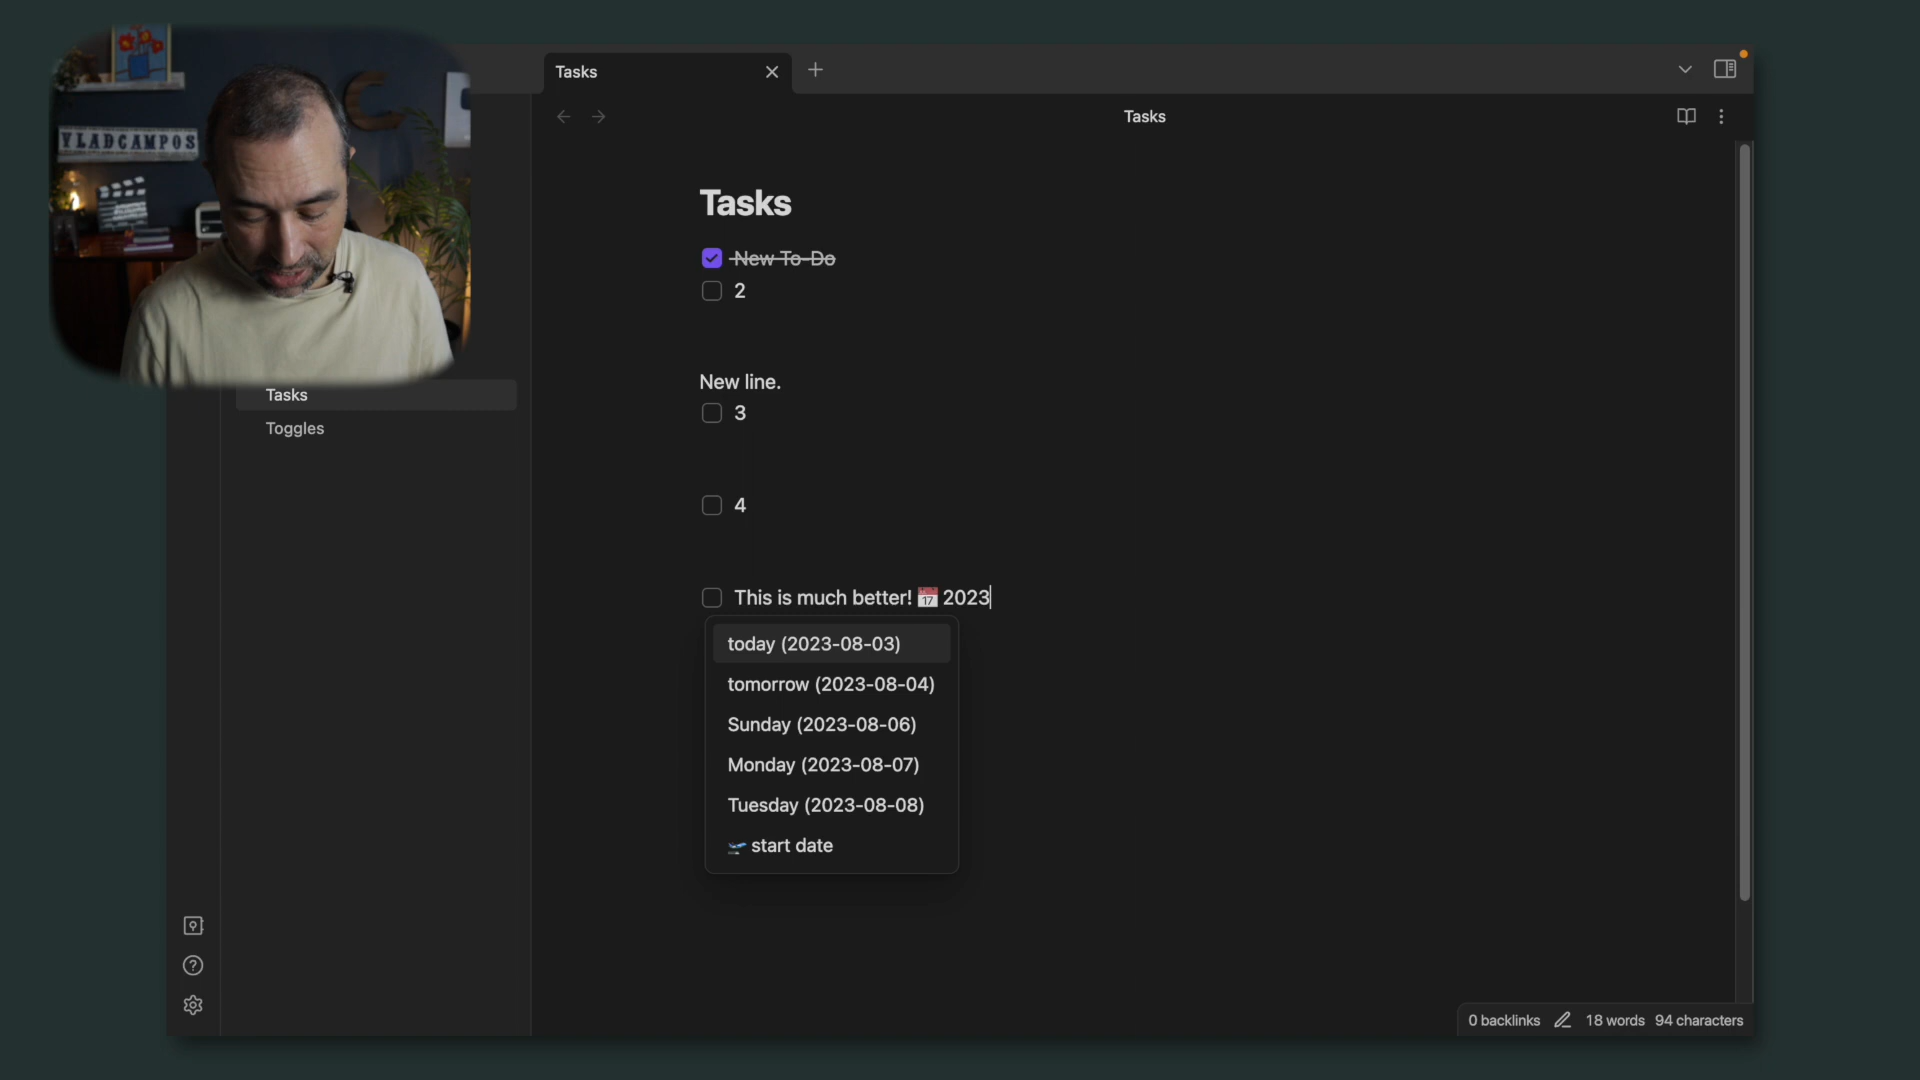 VLADCAMPOS
Tasks
Tasks
Tasks
New To-Do
2
New line.
3
4
This is much better! 📅 2023
today (2023-08-03)
tomorrow (2023-08-04)
Sunday (2023-08-06)
Monday (2023-08-07)
Tuesday (2023-08-08)
🛫 start date
Tasks
Toggles
0 backlinks 18 words 94 characters